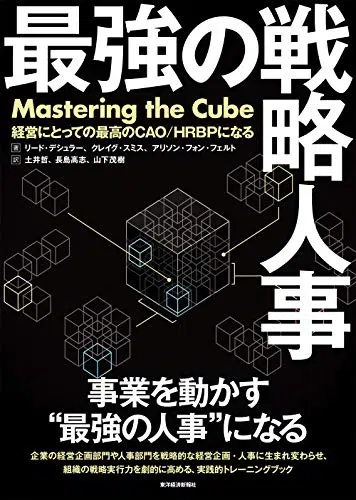 最強の戦略人事
Mastering the Cube
経営にとっての最高のCAO/HRBPになる
著 リード・デシュラー、クレイグ・スミス、アリソン・フォン・フェルト
訳 土井哲、長島高志、山下茂樹
事業を動かす
“最強の人事”になる
企業の経営企画部門や人事部門を戦略的な経営企画・人事に生まれ変わらせ、
組織の戦略実行力を劇的に高める、実践的トレーニングブック
東洋経済新報社